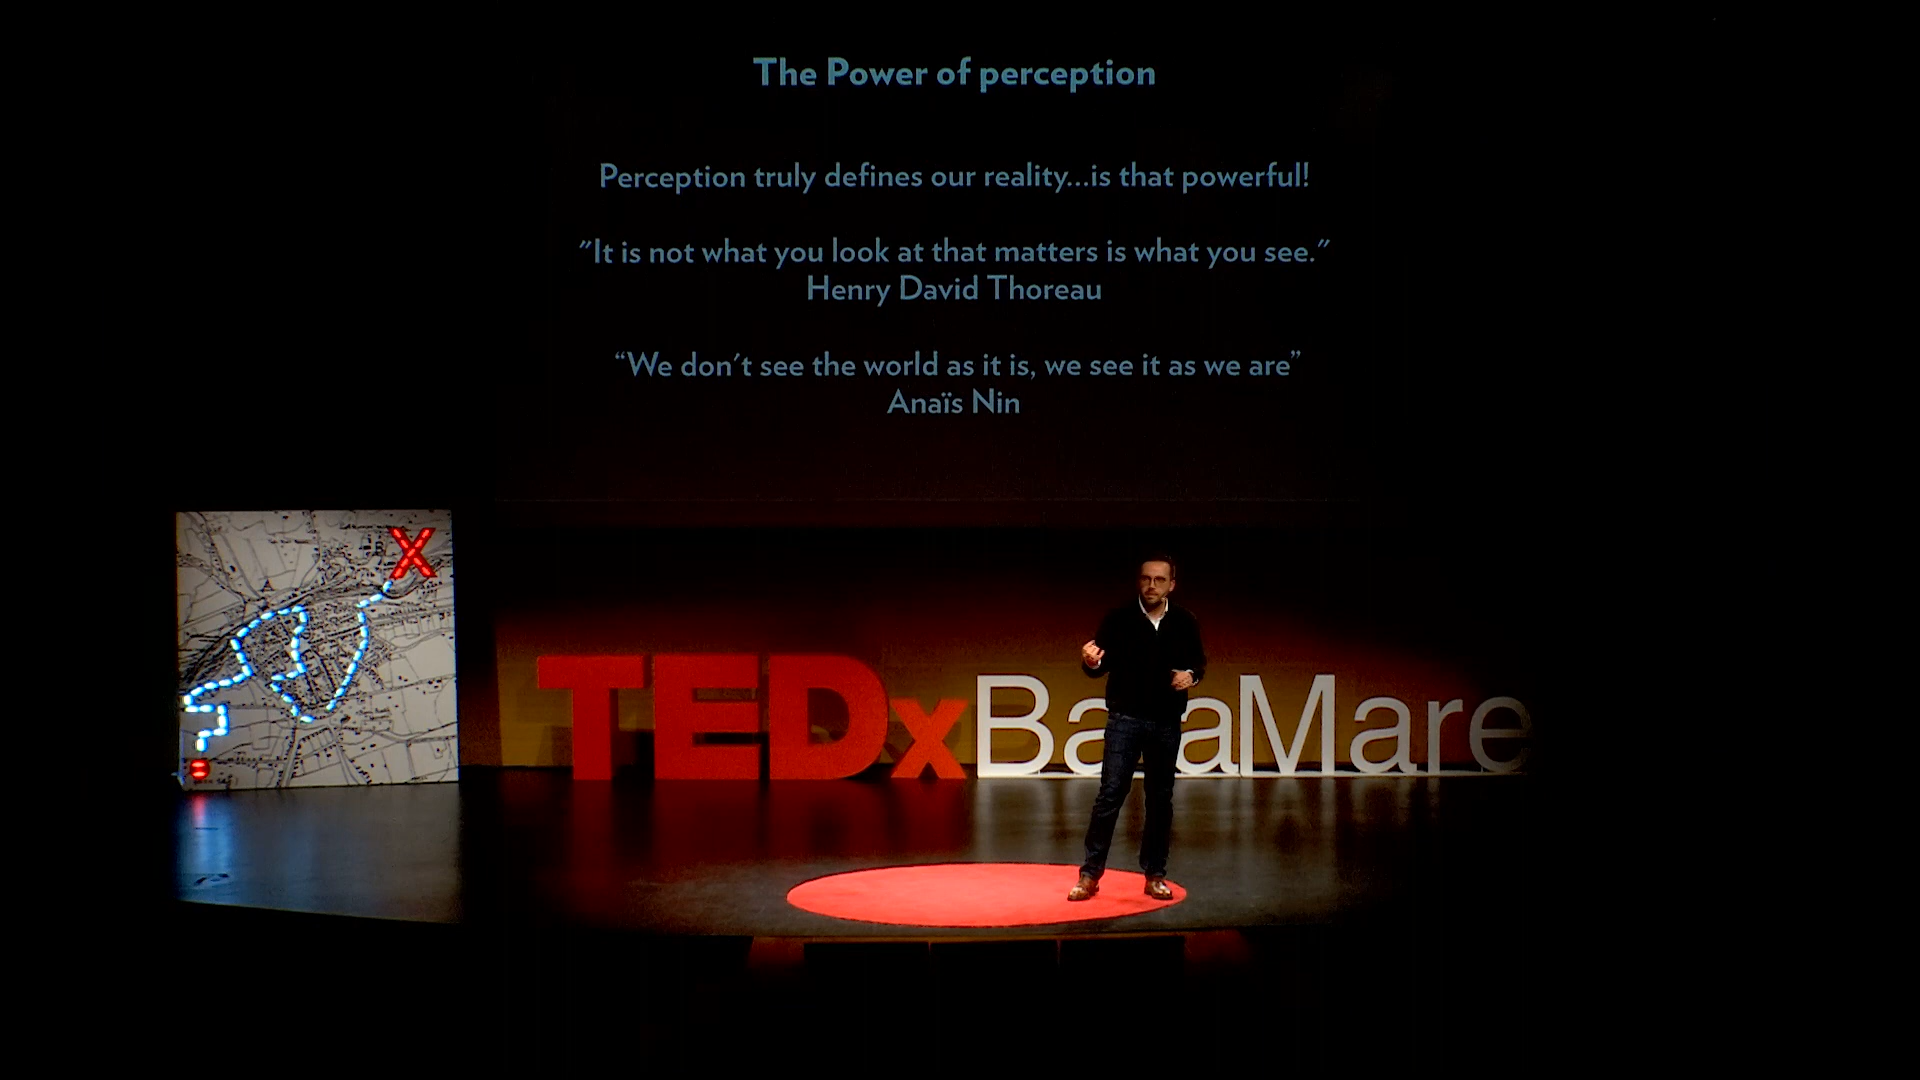 The Power of perception
Perception truly defines our reality...is that powerful!
"It is not what you look at that matters is what you see."
Henry David Thoreau
“We don't see the world as it is, we see it as we are”
Anaïs Nin
X
TEDxBaiaMare